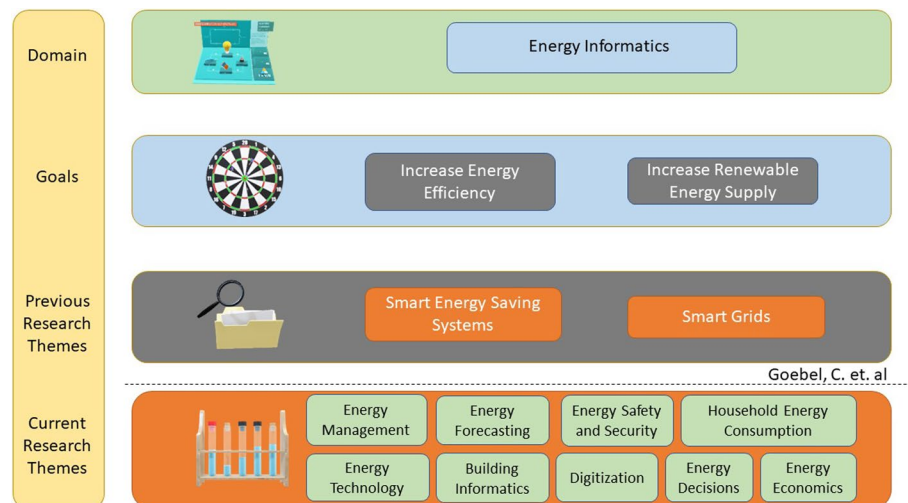 Domain
Energy Informatics
Goals
Increase Energy
Efficiency
Increase Renewable
Energy Supply
Previous
Research
Themes
Smart Energy Saving
Systems
Smart Grids
Goebel, C. et. al
Current
Research
Themes
Energy
Management
Energy
Forecasting
Energy Safety
and Security
Household Energy
Consumption
Energy
Technology
Building
Informatics
Digitization
Energy
Decisions
Energy
Economics